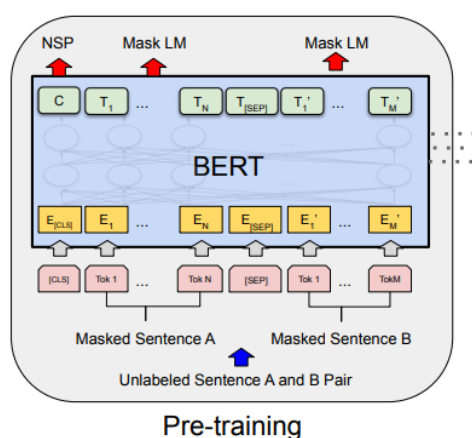 NSP Mask LM Mask LM
C T1 ... TN T[SEP] T1' ... TM'
BERT
E[CLS] E1 ... EN E[SEP] E1' ... EM'
[CLS] Tok 1 ... Tok N [SEP] Tok 1 ... TokM
Masked Sentence A Masked Sentence B
Unlabeled Sentence A and B Pair
Pre-training